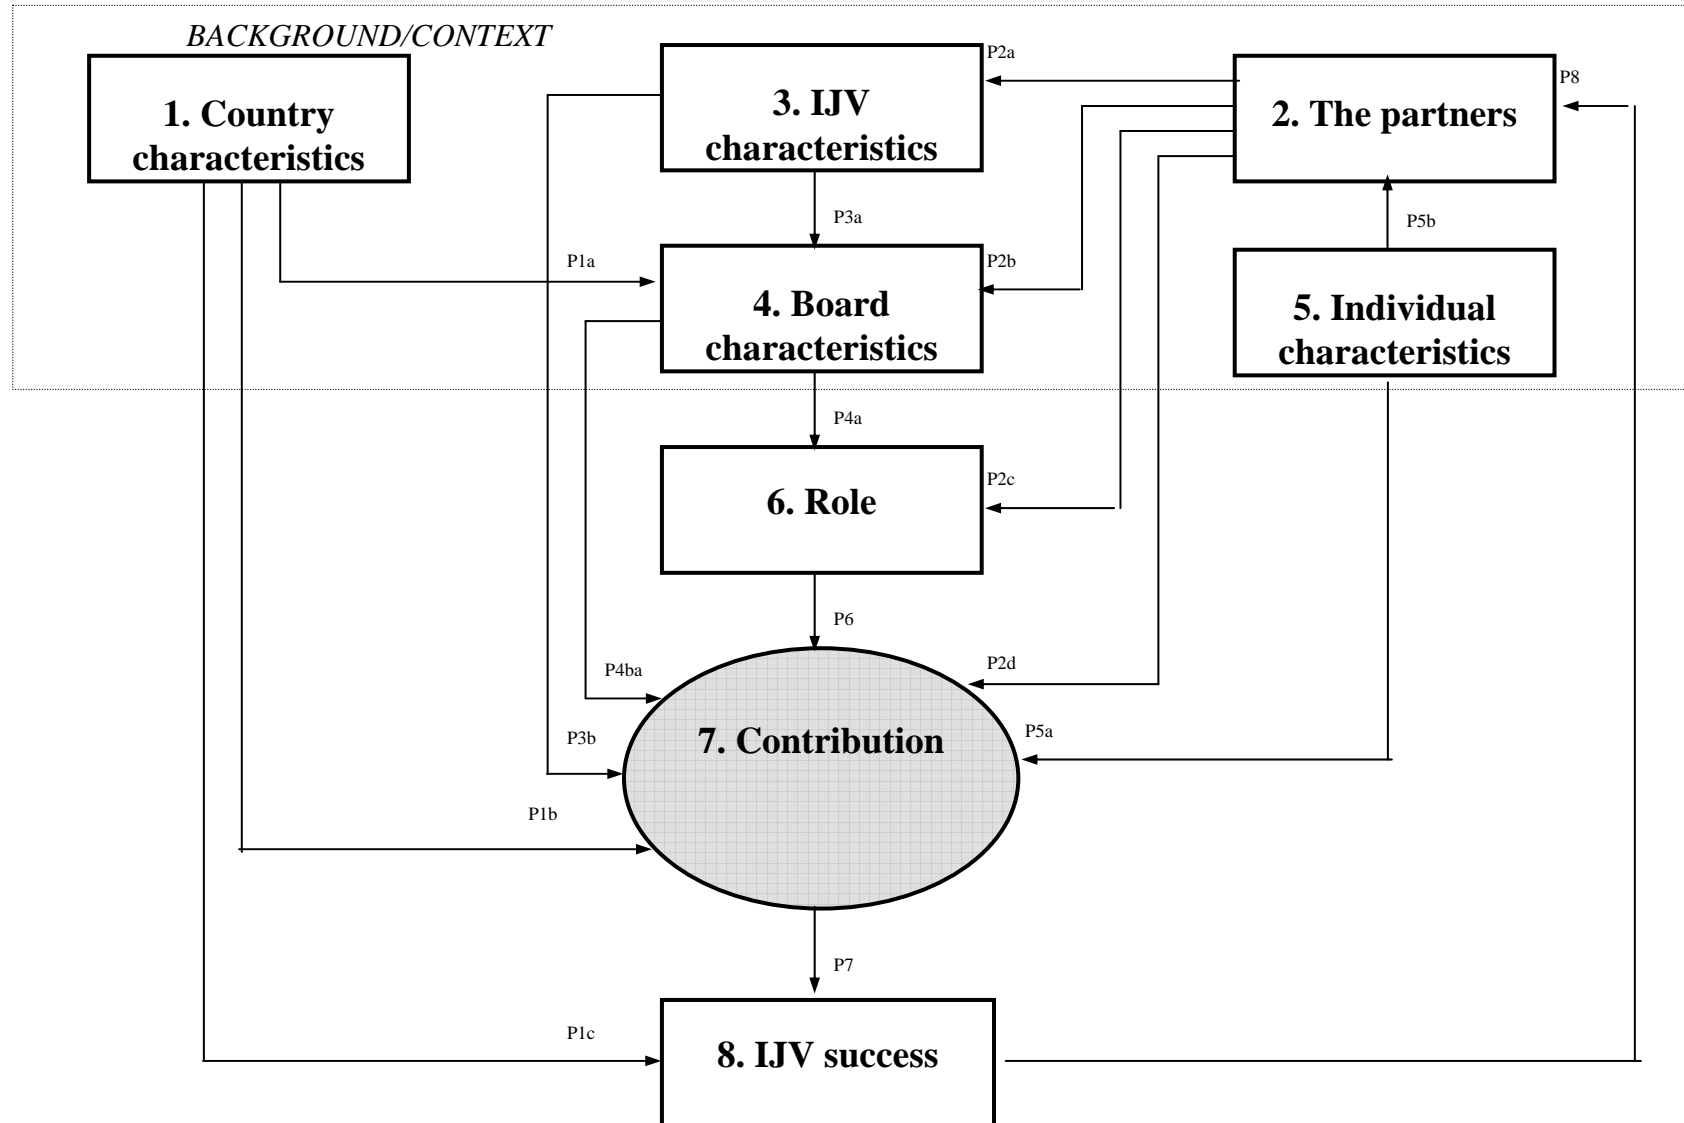 BACKGROUND/CONTEXT
1. Country
characteristics
3. IJV
characteristics
2. The partners
P2a
P8
P3a
P5b
P1a
P2b
4. Board
characteristics
5. Individual
characteristics
P4a
P2c
6. Role
P6
P4ba
P2d
P3b
7. Contribution
P5a
P1b
P7
P1c
8. IJV success